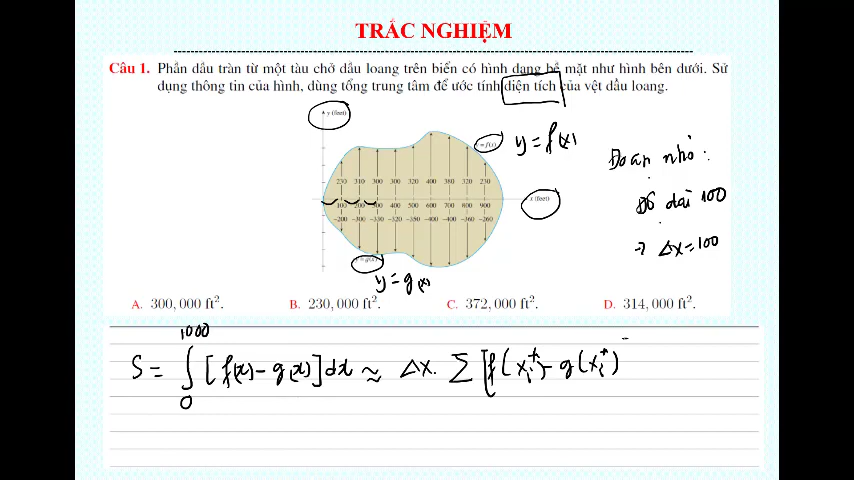 TRẮC NGHIỆM
Câu 1. Phần dầu tràn từ một tàu chở dầu loang trên biển có hình dạng bề mặt như hình bên dưới. Sử
dụng thông tin của hình, dùng tổng trung tâm để ước tính diện tích của vệt dầu loang.
y (feet)
y = f(x)
y = f(x)
Đoạn nhỏ:
230 310 300 300 320 400 380 320 230
x (feet)
Độ dài 100
100 200 300 400 500 600 700 800 900
-200 -300 -330 -320 -350 -400 -400 -360 -260
→ Δx = 100
y = g(x)
y = g(x)
A. 300,000 ft². B. 230,000 ft². C. 372,000 ft². D. 314,000 ft².
1000
S = ∫ [f(x) - g(x)] dx ≈ Δx. ∑ [f(xᵢ*) - g(xᵢ*)
0